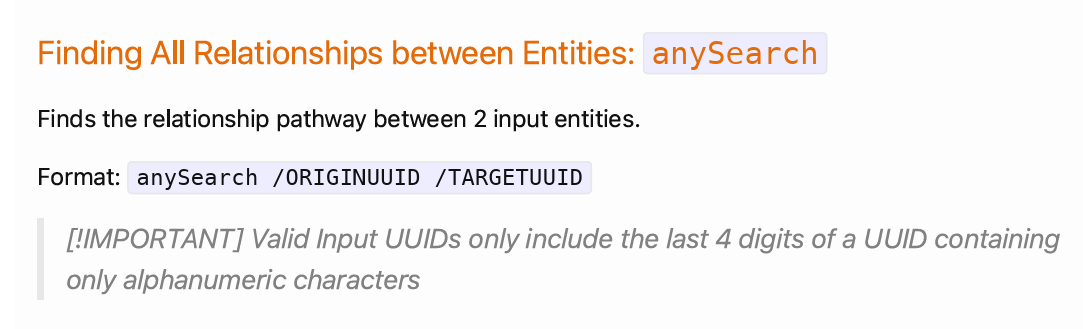 Finding All Relationships between Entities: anySearch
Finds the relationship pathway between 2 input entities.
Format: anySearch /ORIGINUUID /TARGETUUID
[!IMPORTANT] Valid Input UUIDs only include the last 4 digits of a UUID containing
only alphanumeric characters